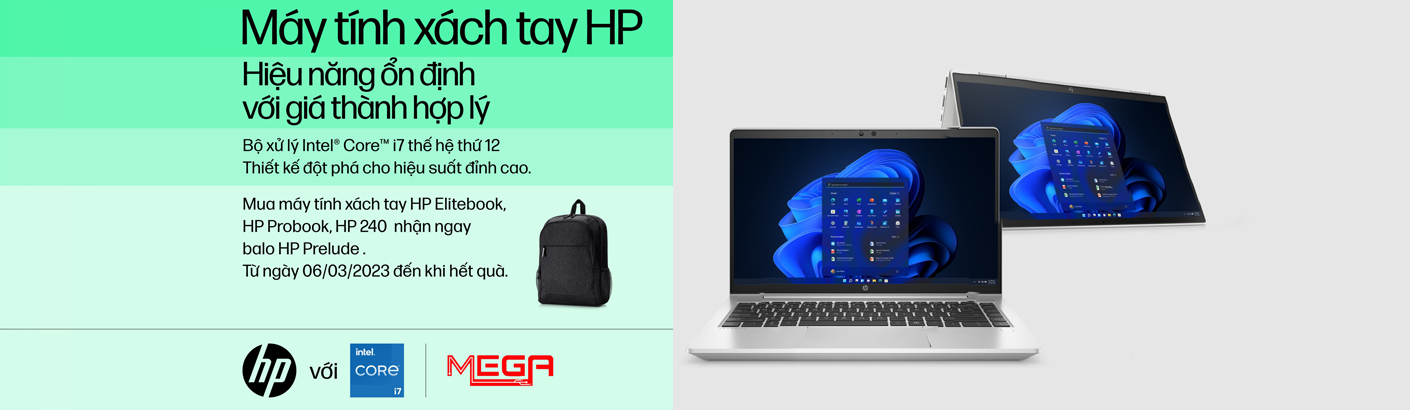 Máy tính xách tay HP
Hiệu năng ổn định
với giá thành hợp lý
Bộ xử lý Intel® Core™ i7 thế hệ thứ 12
Thiết kế đột phá cho hiệu suất đỉnh cao.
Mua máy tính xách tay HP Elitebook,
HP Probook, HP 240 nhận ngay
balo HP Prelude .
Từ ngày 06/03/2023 đến khi hết quà.
hp với intel. CORE i7 MEGA